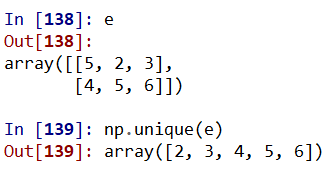 In [138]: e
Out[138]:
array([[5, 2, 3],
       [4, 5, 6]])
In [139]: np.unique(e)
Out[139]: array([2, 3, 4, 5, 6])